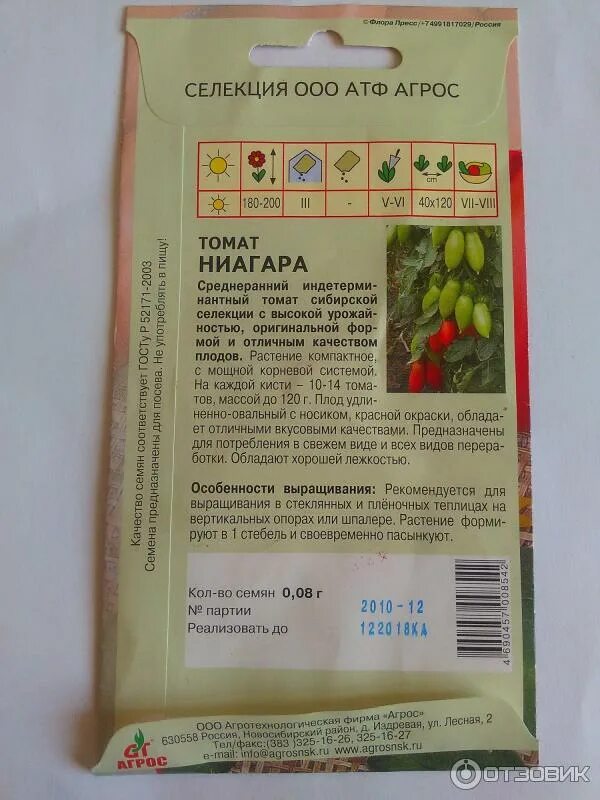 © Флора Пресс/+74991817029/Россия
СЕЛЕКЦИЯ ООО АТФ АГРОС
cm
180-200 III - V-VI 40x120 VII-VIII
ТОМАТ
НИАГАРА
Среднеранний индетерми-
нантный томат сибирской
селекции с высокой урожай-
ностью, оригинальной фор-
мой и отличным качеством
плодов. Растение компактное,
с мощной корневой системой.
На каждой кисти – 10-14 тома-
тов, массой до 120 г. Плод удли-
ненно-овальный с носиком, красной окраски, облада-
ет отличными вкусовыми качествами. Предназначены
для потребления в свежем виде и всех видов перера-
ботки. Обладают хорошей лежкостью.
Особенности выращивания: Рекомендуется для
выращивания в стеклянных и плёночных теплицах на
вертикальных опорах или шпалере. Растение форми-
руют в 1 стебель и своевременно пасынкуют.
Кол-во семян 0,08 г
№ партии 2010-12
Реализовать до 122018КА
4 690457 008542
Качество семян соответствует ГОСТу Р 52171-2003
Семена предназначены для посева. Не употреблять в пищу!
ООО Агротехнологическая фирма «Агрос»
630558 Россия, Новосибирский район, д. Издревая, ул. Лесная, 2
Тел/факс:(383 )325-16-26, 325-16-27
e-mail: info@agrosnsk.ru, www.agrosnsk.ru
АГРОС
ОТЗОВИК